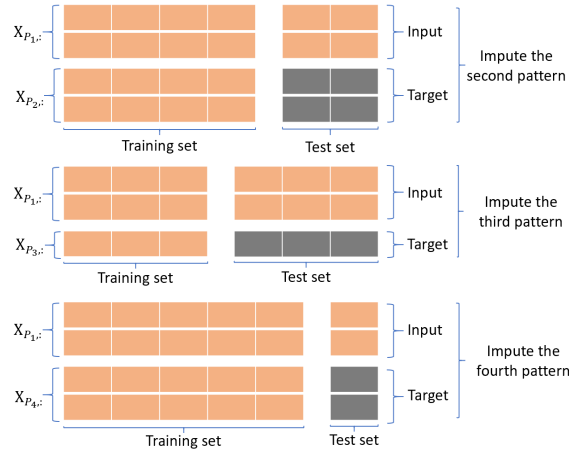 X_{P_1,:}
Input
Impute the
second pattern
X_{P_2,:}
Target
Training set
Test set
X_{P_1,:}
Input
Impute the
third pattern
X_{P_3,:}
Target
Training set
Test set
X_{P_1,:}
Input
Impute the
fourth pattern
X_{P_4,:}
Target
Training set
Test set